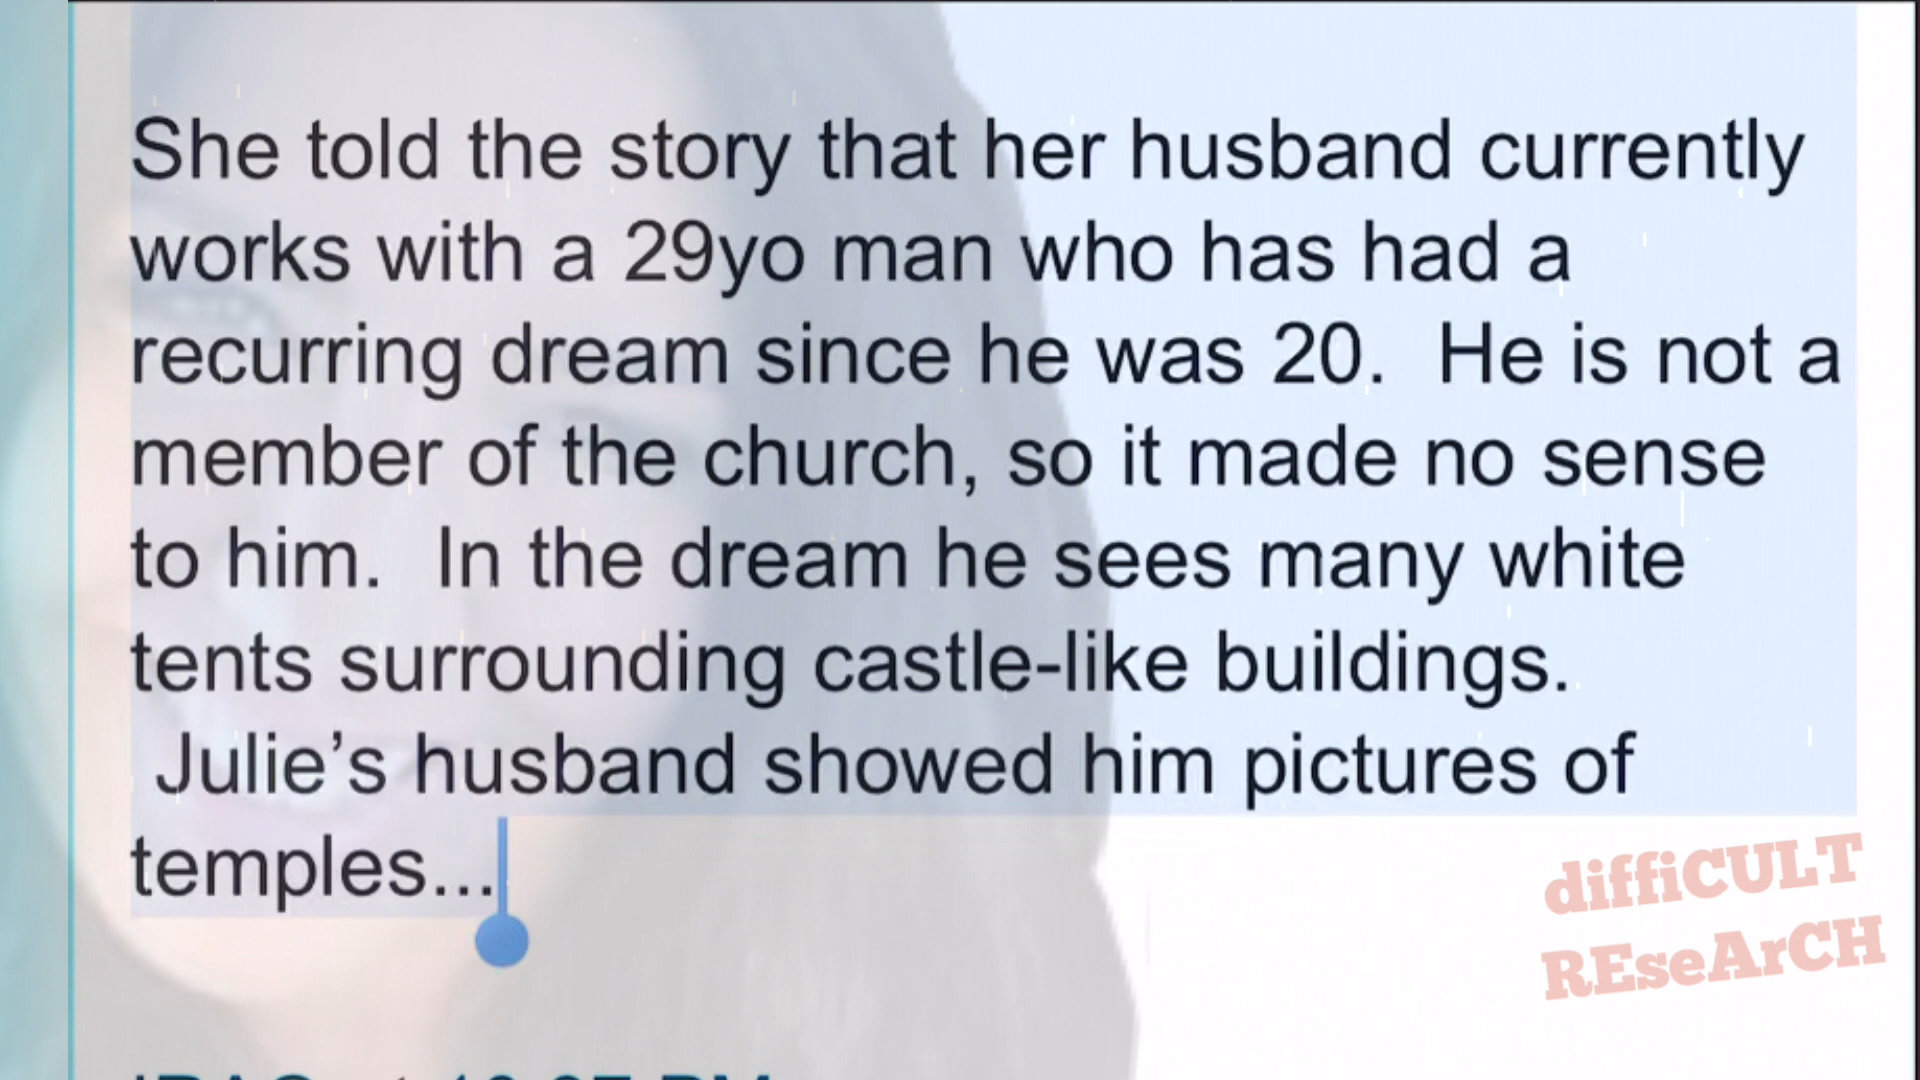 She told the story that her husband currently
works with a 29yo man who has had a
recurring dream since he was 20.  He is not a
member of the church, so it made no sense
to him.  In the dream he sees many white
tents surrounding castle-like buildings.
Julie’s husband showed him pictures of
temples...
diffiCULT
REseArCH